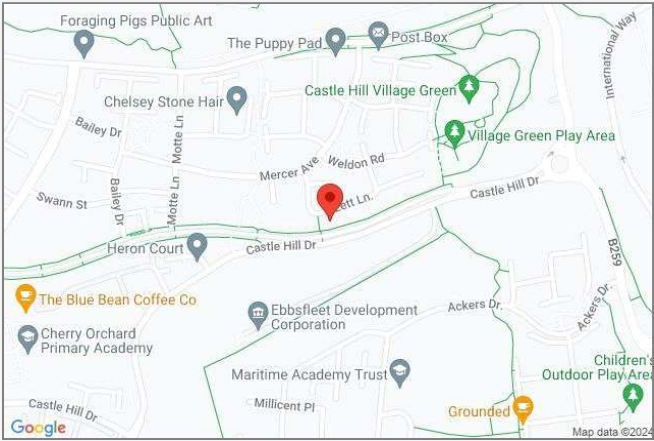 Foraging Pigs Public Art
The Puppy Pad
Post Box
International Way
Chelsey Stone Hair
Castle Hill Village Green
Bailey Dr
Motte Ln
Village Green Play Area
Mercer Ave
Weldon Rd
Swann St
Bailey Dr
Motte Ln
Castle Hill Dr
Heron Court
Castle Hill Dr
B259
The Blue Bean Coffee Co
Ebbsfleet Development
Corporation
Ackers Dr
Ackers Dr.
Cherry Orchard
Primary Academy
Maritime Academy Trust
Children's
Outdoor Play Area
Millicent Pl
Castle Hill Dr
Grounded
Google
Map data ©2024